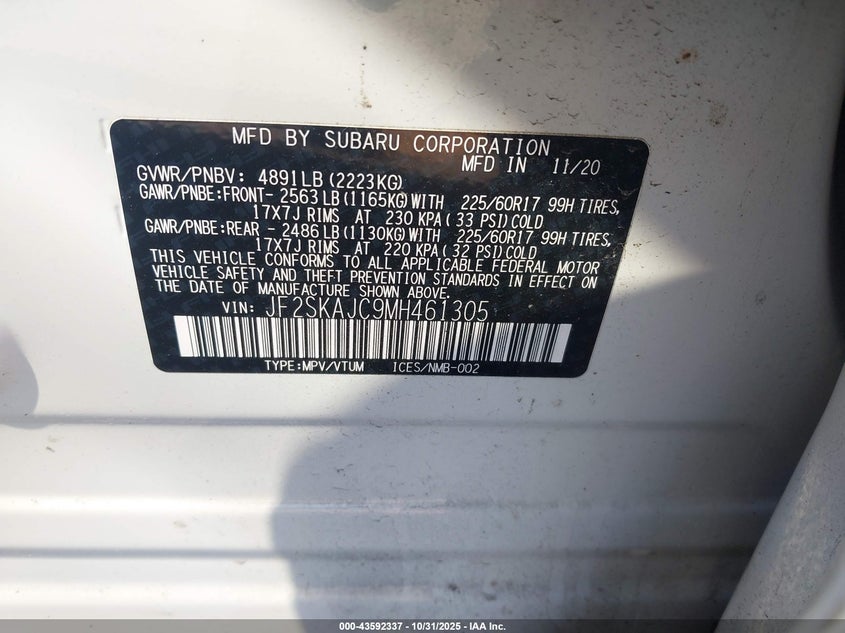 MFD BY SUBARU CORPORATION
MFD IN 11/20
GVWR/PNBV: 4891LB(2223KG)
GAWR/PNBE:FRONT- 2563LB(1165KG)WITH 225/60R17 99H TIRES,
17X7J RIMS AT 230 KPA(33 PSI)COLD
GAWR/PNBE:REAR - 2486LB(1130KG)WITH 225/60R17 99H TIRES,
17X7J RIMS AT 220 KPA(32 PSI)COLD
THIS VEHICLE CONFORMS TO ALL APPLICABLE FEDERAL MOTOR
VEHICLE SAFETY AND THEFT PREVENTION STANDARDS IN EFFECT ON
THE DATE OF MANUFACTURE SHOWN ABOVE.
VIN: JF2SKAJC9MH461305
TYPE:MPV/VTUM ICES/NMB-002
000-43592337 - 10/31/2025 - IAA Inc.